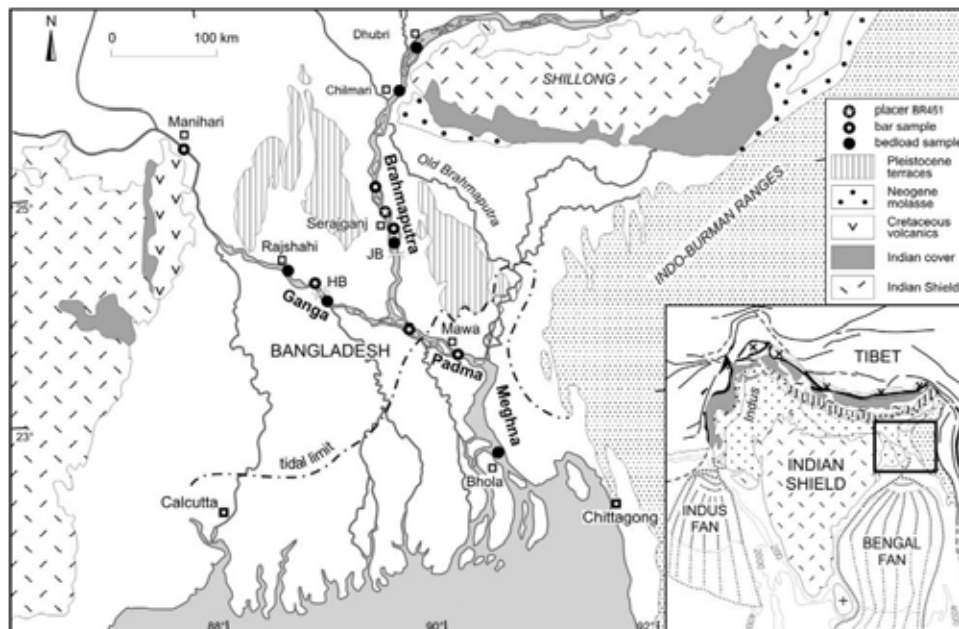 N
0 100 km
Dhubri
SHILLONG
Chilmari
Manihari
placer BR451
bar sample
bedload sample
Pleistocene
terraces
Neogene
molasse
Cretaceous
volcanics
Indian cover
Indian Shield
Old Brahmaputra
Brahmaputra
25°
Serajganj
JB
Rajshahi
HB
Ganga
INDO-BURMAN RANGES
BANGLADESH
Mawa
Padma
Meghna
23°
tidal limit
Bhola
Calcutta
Chittagong
TIBET
Indus
INDIAN
SHIELD
INDUS
FAN
BENGAL
FAN
88°
90°
92°